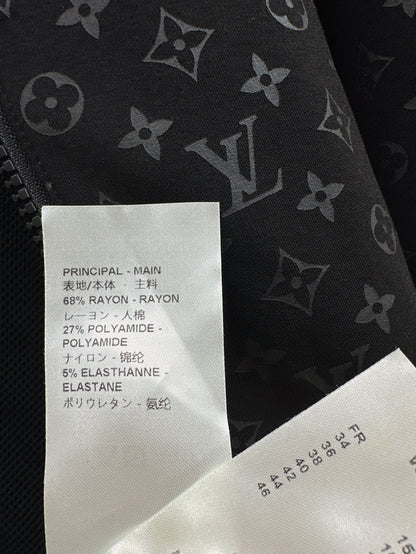 PRINCIPAL - MAIN
表地/本体 - 主料
68% RAYON - RAYON
レーヨン - 人棉
27% POLYAMIDE -
POLYAMIDE
ナイロン - 锦纶
5% ELASTHANNE -
ELASTANE
ポリウレタン - 氨纶
FR
34
36
38
40
42
44
46